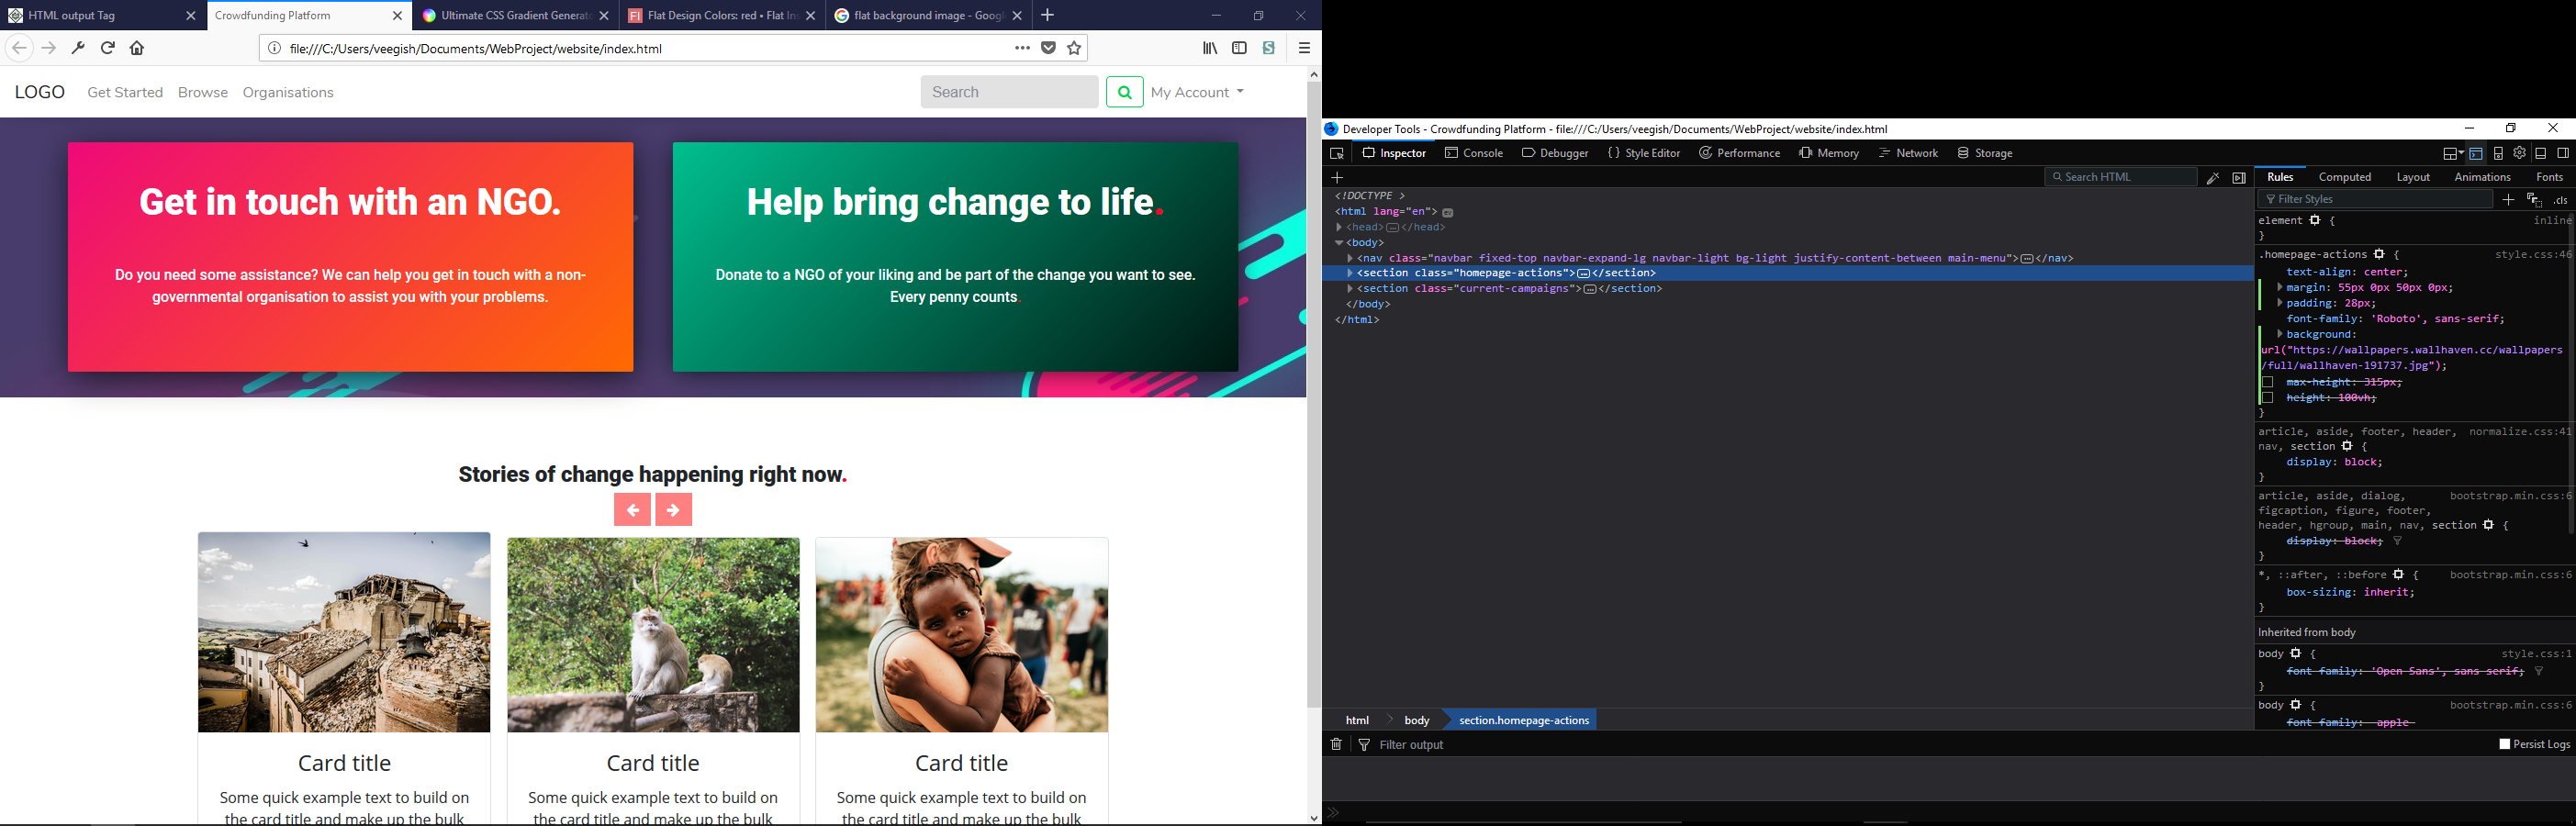 HTML output Tag
Crowdfunding Platform
Ultimate CSS Gradient Generato
Flat Design Colors: red • Flat In
flat background image - Googl
file:///C:/Users/veegish/Documents/WebProject/website/index.html
LOGO Get Started Browse Organisations Search My Account
Get in touch with an NGO.
Do you need some assistance? We can help you get in touch with a non-
governmental organisation to assist you with your problems.
Help bring change to life.
Donate to a NGO of your liking and be part of the change you want to see.
Every penny counts.
Stories of change happening right now.
Card title
Some quick example text to build on
the card title and make up the bulk
Card title
Some quick example text to build on
the card title and make up the bulk
Card title
Some quick example text to build on
the card title and make up the bulk
Developer Tools - Crowdfunding Platform - file:///C:/Users/veegish/Documents/WebProject/website/index.html
Inspector Console Debugger {} Style Editor Performance Memory Network Storage
+ Search HTML
<!DOCTYPE >
<html lang="en"> ev
<head> </head>
<body>
<nav class="navbar fixed-top navbar-expand-lg navbar-light bg-light justify-content-between main-menu"> </nav>
<section class="homepage-actions"> </section>
<section class="current-campaigns"> </section>
</body>
</html>
html body section.homepage-actions
Filter output Persist Logs
Rules Computed Layout Animations Fonts
Filter Styles + .cls
element { inline
}
.homepage-actions { style.css:46
text-align: center;
margin: 55px 0px 50px 0px;
padding: 28px;
font-family: 'Roboto', sans-serif;
background:
url("https://wallpapers.wallhaven.cc/wallpapers
/full/wallhaven-191737.jpg");
max-height: 315px;
height: 100vh;
}
article, aside, footer, header, normalize.css:41
nav, section {
display: block;
}
article, aside, dialog, bootstrap.min.css:6
figcaption, figure, footer,
header, hgroup, main, nav, section {
display: block;
}
*, ::after, ::before { bootstrap.min.css:6
box-sizing: inherit;
}
Inherited from body
body { style.css:1
font-family: 'Open Sans', sans-serif;
}
body { bootstrap.min.css:6
font-family: -apple-